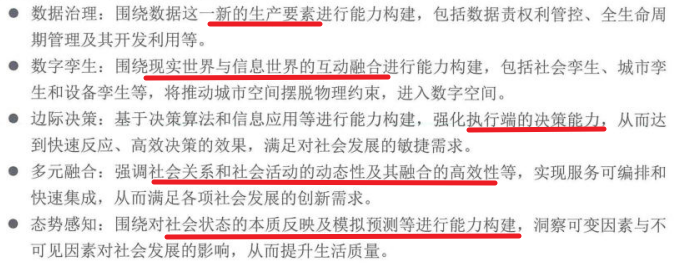 ● 数据治理：围绕数据这一新的生产要素进行能力构建，包括数据责权利管控、全生命周
期管理及其开发利用等。
● 数字孪生：围绕现实世界与信息世界的互动融合进行能力构建，包括社会孪生、城市孪
生和设备孪生等，将推动城市空间摆脱物理约束，进入数字空间。
● 边际决策：基于决策算法和信息应用等进行能力构建，强化执行端的决策能力，从而达
到快速反应、高效决策的效果，满足对社会发展的敏捷需求。
● 多元融合：强调社会关系和社会活动的动态性及其融合的高效性等，实现服务可编排和
快速集成，从而满足各项社会发展的创新需求。
● 态势感知：围绕对社会状态的本质反映及模拟预测等进行能力构建，洞察可变因素与不
可见因素对社会发展的影响，从而提升生活质量。